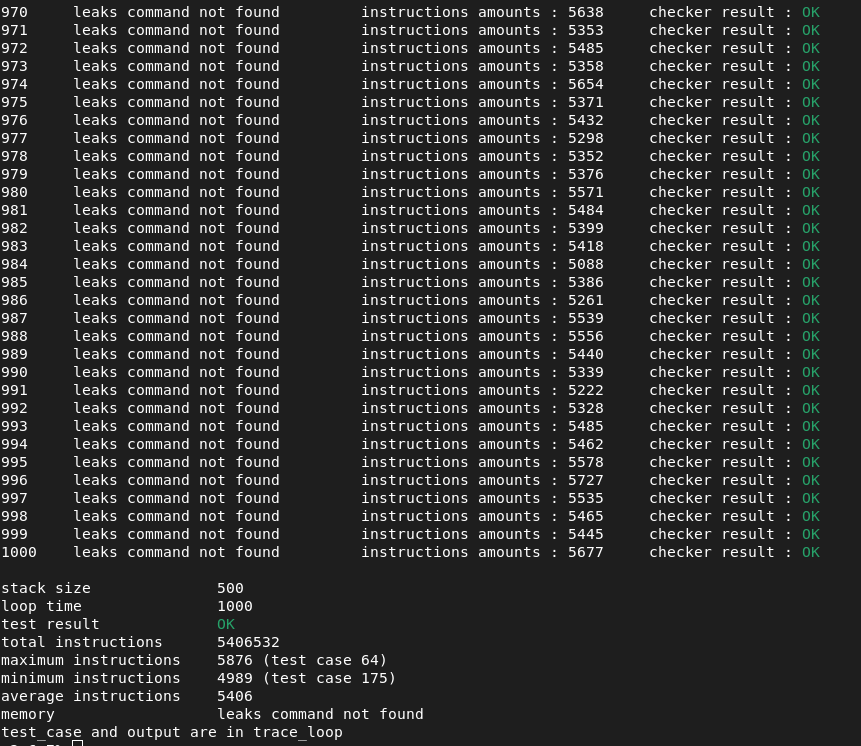 970 leaks command not found instructions amounts : 5638 checker result : OK
971 leaks command not found instructions amounts : 5353 checker result : OK
972 leaks command not found instructions amounts : 5485 checker result : OK
973 leaks command not found instructions amounts : 5358 checker result : OK
974 leaks command not found instructions amounts : 5654 checker result : OK
975 leaks command not found instructions amounts : 5371 checker result : OK
976 leaks command not found instructions amounts : 5432 checker result : OK
977 leaks command not found instructions amounts : 5298 checker result : OK
978 leaks command not found instructions amounts : 5352 checker result : OK
979 leaks command not found instructions amounts : 5376 checker result : OK
980 leaks command not found instructions amounts : 5571 checker result : OK
981 leaks command not found instructions amounts : 5484 checker result : OK
982 leaks command not found instructions amounts : 5399 checker result : OK
983 leaks command not found instructions amounts : 5418 checker result : OK
984 leaks command not found instructions amounts : 5088 checker result : OK
985 leaks command not found instructions amounts : 5386 checker result : OK
986 leaks command not found instructions amounts : 5261 checker result : OK
987 leaks command not found instructions amounts : 5539 checker result : OK
988 leaks command not found instructions amounts : 5556 checker result : OK
989 leaks command not found instructions amounts : 5440 checker result : OK
990 leaks command not found instructions amounts : 5339 checker result : OK
991 leaks command not found instructions amounts : 5222 checker result : OK
992 leaks command not found instructions amounts : 5328 checker result : OK
993 leaks command not found instructions amounts : 5485 checker result : OK
994 leaks command not found instructions amounts : 5462 checker result : OK
995 leaks command not found instructions amounts : 5578 checker result : OK
996 leaks command not found instructions amounts : 5727 checker result : OK
997 leaks command not found instructions amounts : 5535 checker result : OK
998 leaks command not found instructions amounts : 5465 checker result : OK
999 leaks command not found instructions amounts : 5445 checker result : OK
1000 leaks command not found instructions amounts : 5677 checker result : OK
stack size 500
loop time 1000
test result OK
total instructions 5406532
maximum instructions 5876 (test case 64)
minimum instructions 4989 (test case 175)
average instructions 5406
memory leaks command not found
test_case and output are in trace_loop